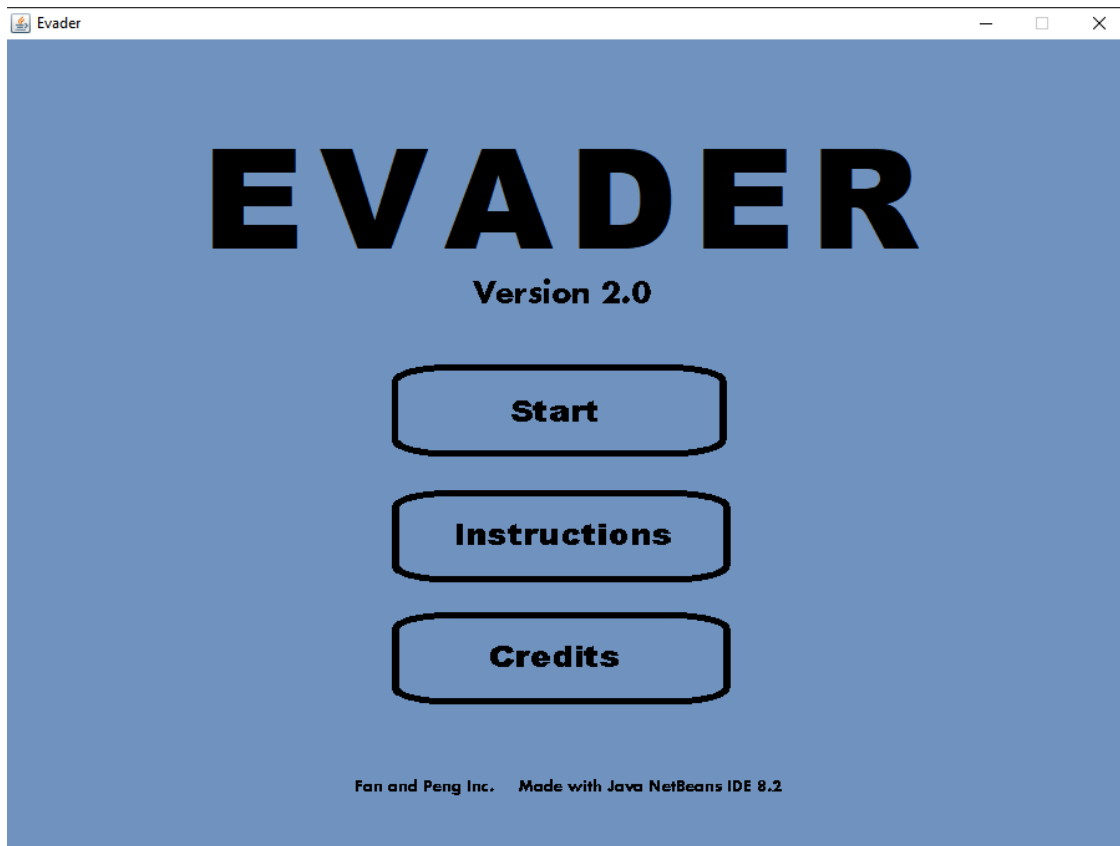 Evader
EVADER
Version 2.0
Start
Instructions
Credits
Fan and Peng Inc. Made with Java NetBeans IDE 8.2